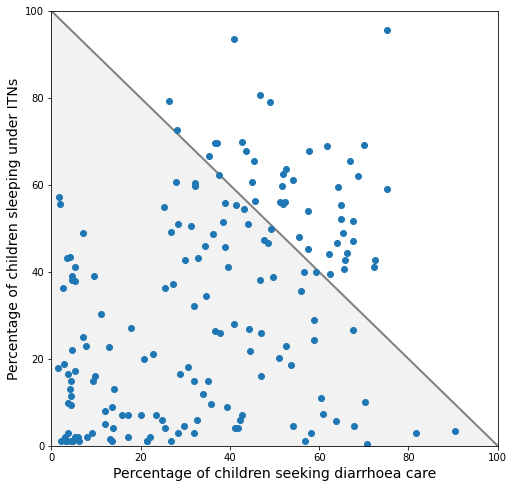 100
80
60
40
20
0
0 20 40 60 80 100
Percentage of children sleeping under ITNs
Percentage of children seeking diarrhoea care